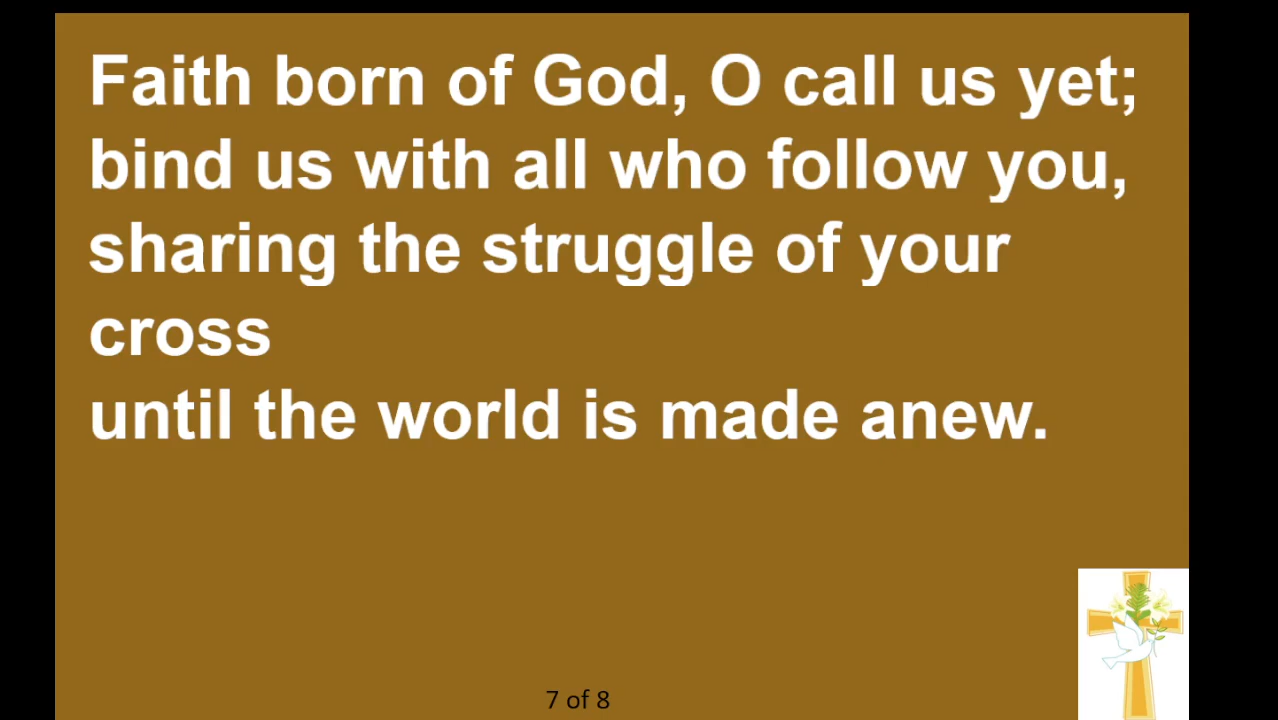 Faith born of God, O call us yet;
bind us with all who follow you,
sharing the struggle of your
cross
until the world is made anew.
7 of 8